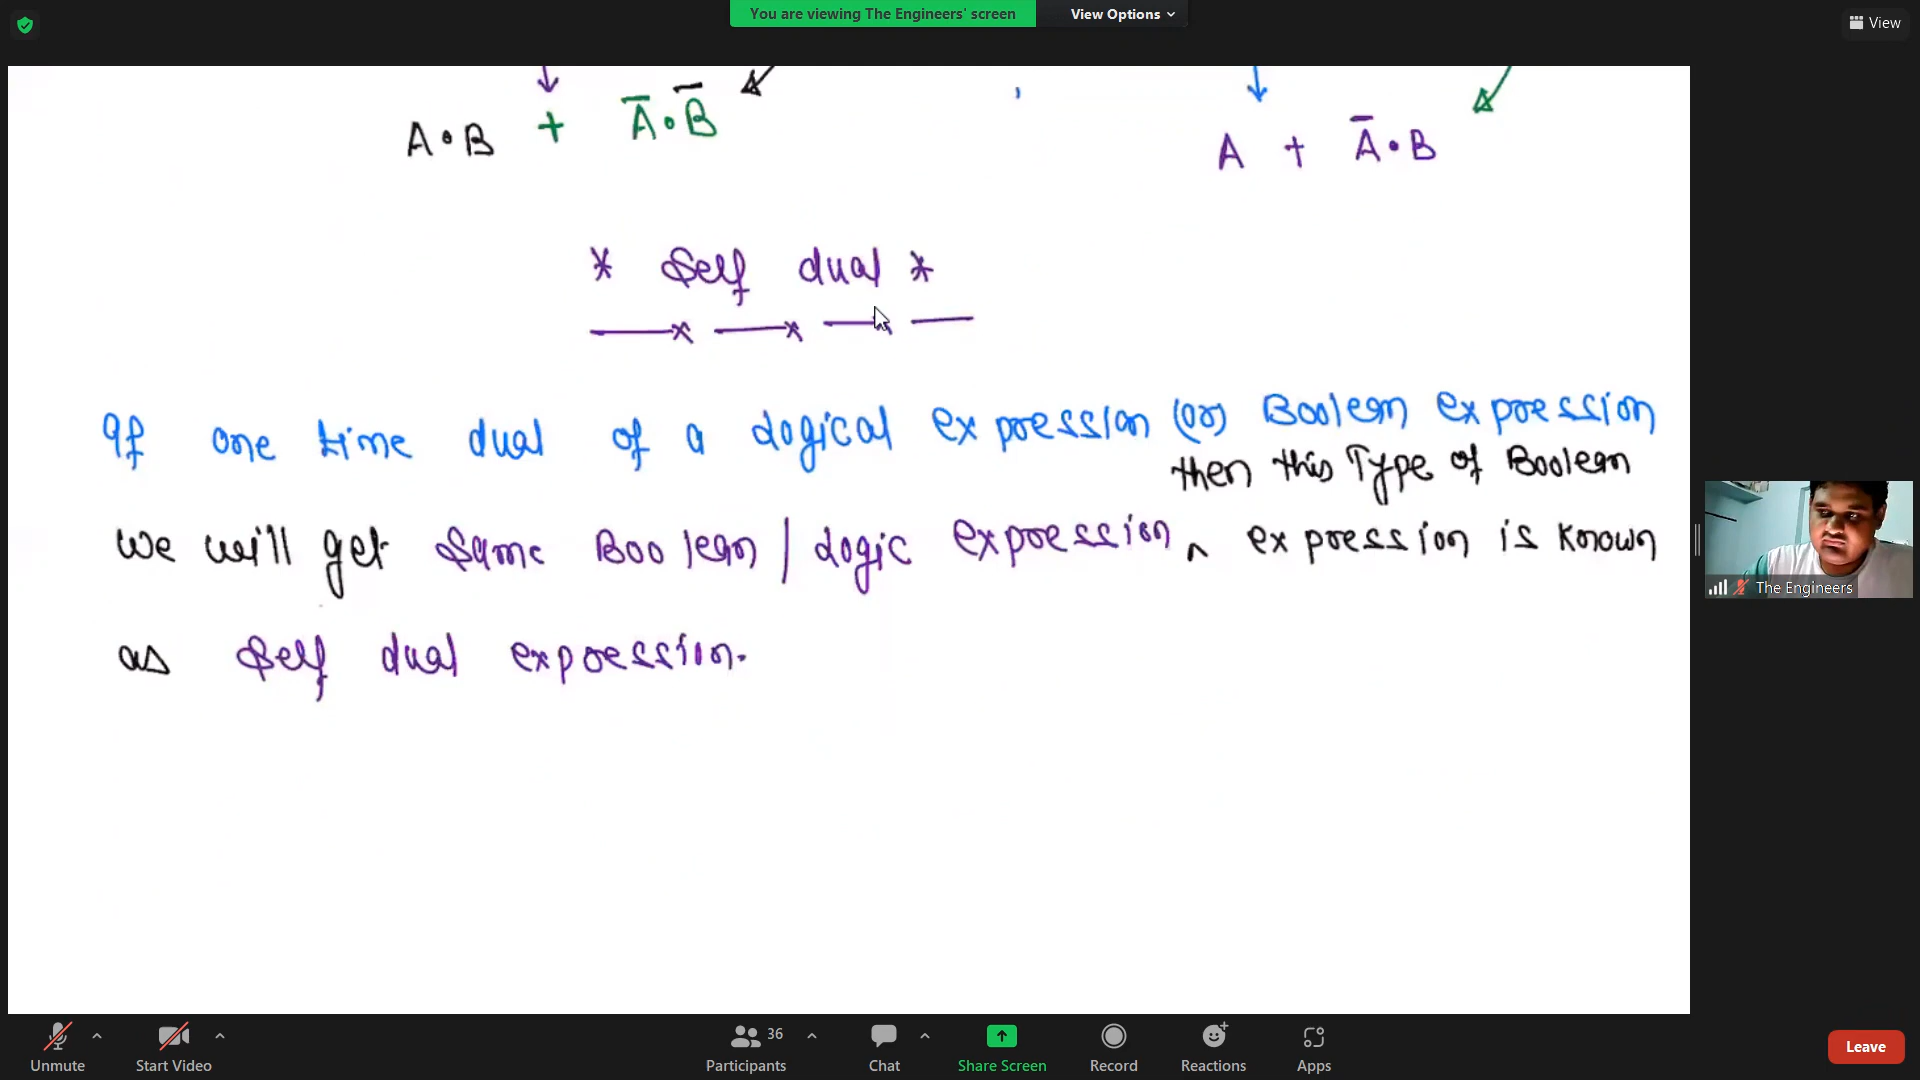 You are viewing The Engineers' screen
View Options
View
A·B + A̅·B̅
A + A̅·B
* Self dual *
If one time dual of a Logical expression (or) Boolean expression
then this Type of Boolean
we will get Same Boolean / Logic expression ^ expression is known
as Self dual expression.
The Engineers
Unmute
Start Video
36
Participants
Chat
Share Screen
Record
Reactions
Apps
Leave